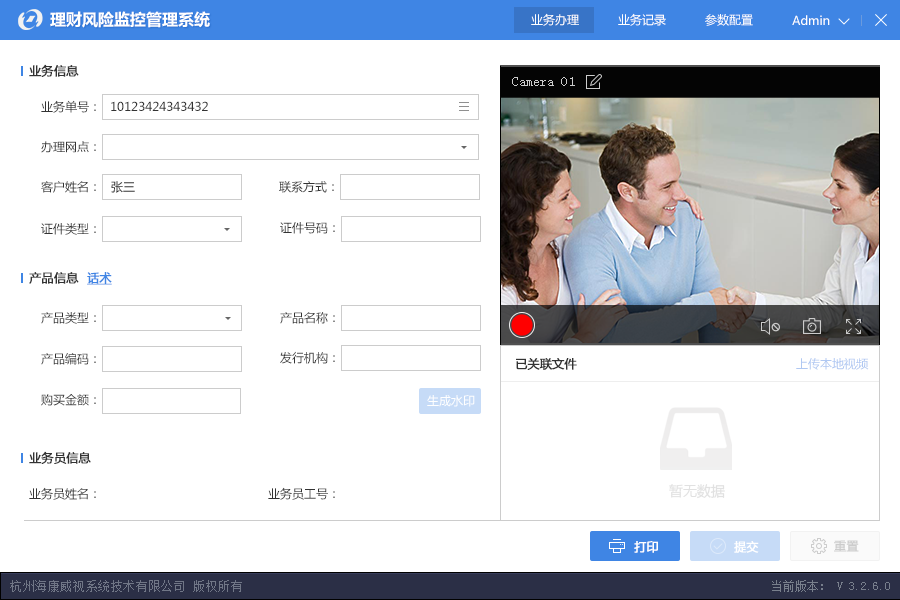 理财风险监控管理系统 业务办理 业务记录 参数配置 Admin
业务信息
业务单号： 10123424343432
办理网点：
客户姓名： 张三 联系方式：
证件类型： 证件号码：
产品信息 话术
产品类型： 产品名称：
产品编码： 发行机构：
购买金额： 生成水印
业务员信息
业务员姓名： 业务员工号：
Camera 01
已关联文件 上传本地视频
暂无数据
打印 提交 重置
杭州海康威视系统技术有限公司 版权所有 当前版本： V 3.2.6.0